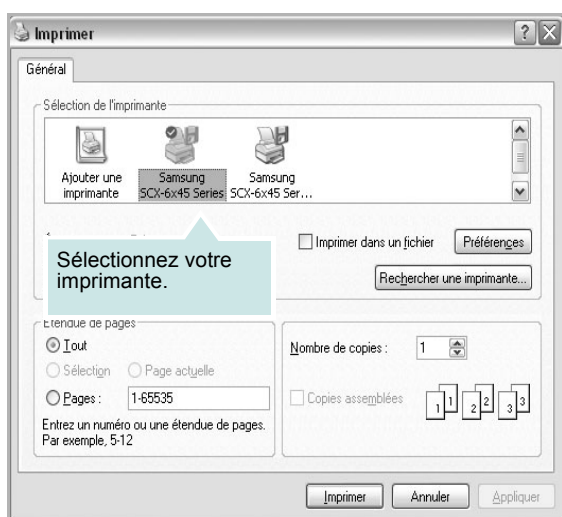 Imprimer
Général
Sélection de l'imprimante
Ajouter une
imprimante
Samsung
SCX-6x45 Series
Samsung
SCX-6x45 Ser...
Sélectionnez votre
imprimante.
Imprimer dans un fichier
Préférences
Rechercher une imprimante...
Etendue de pages
Tout
Sélection
Page actuelle
Pages :
1-65535
Entrez un numéro ou une étendue de pages.
Par exemple, 5-12
Nombre de copies :
1
Copies assemblées
1 1 2 2 3 3
Imprimer
Annuler
Appliquer